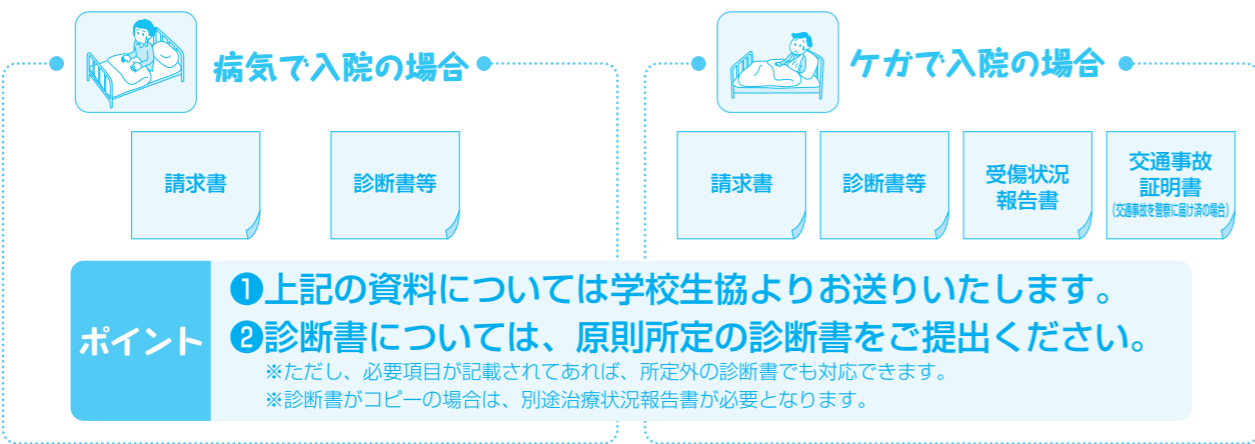 病気で入院の場合
請求書
診断書等
ケガで入院の場合
請求書
診断書等
受傷状況
報告書
交通事故
証明書
(交通事故を警察に届け済の場合)
ポイント
❶上記の資料については学校生協よりお送りいたします。
❷診断書については、原則所定の診断書をご提出ください。
※ただし、必要項目が記載されてあれば、所定外の診断書でも対応できます。
※診断書がコピーの場合は、別途治療状況報告書が必要となります。